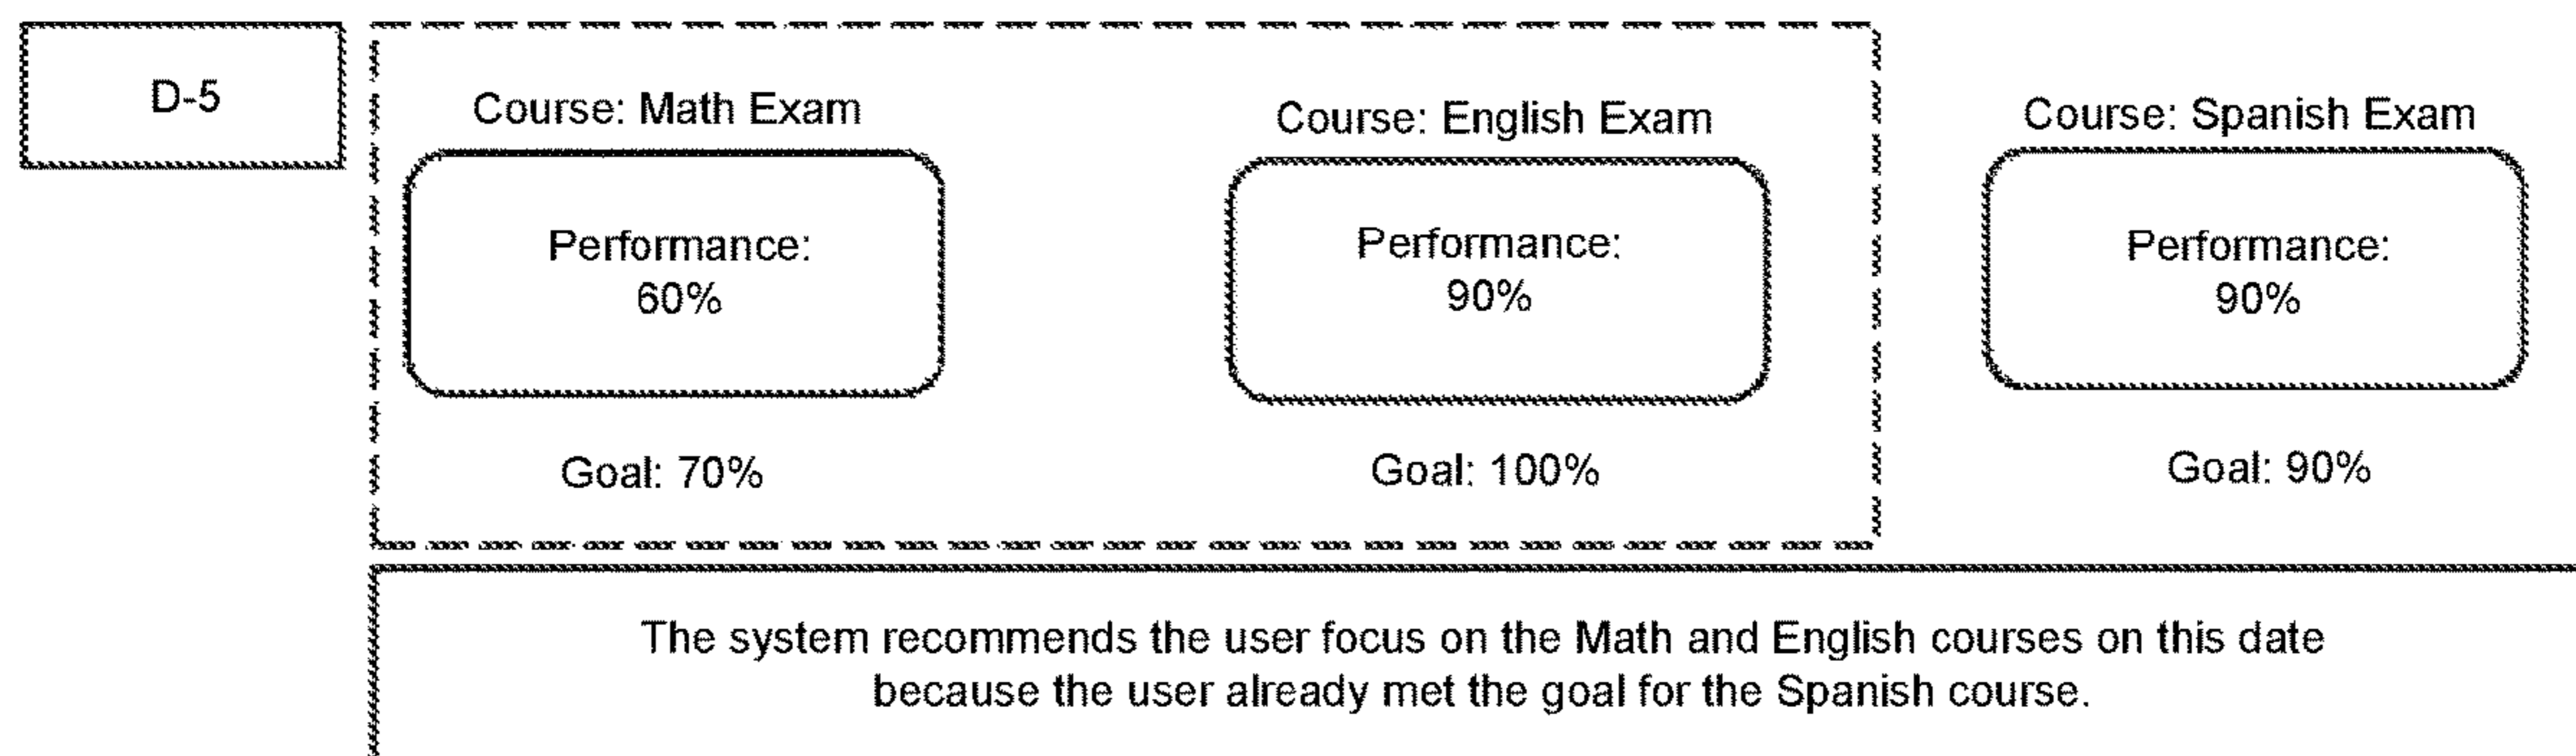 D-5
Course: Math Exam
Course: English Exam
Course: Spanish Exam
Performance:
60%
Performance:
90%
Performance:
90%
Goal: 70%
Goal: 100%
Goal: 90%
The system recommends the user focus on the Math and English courses on this date
because the user already met the goal for the Spanish course.